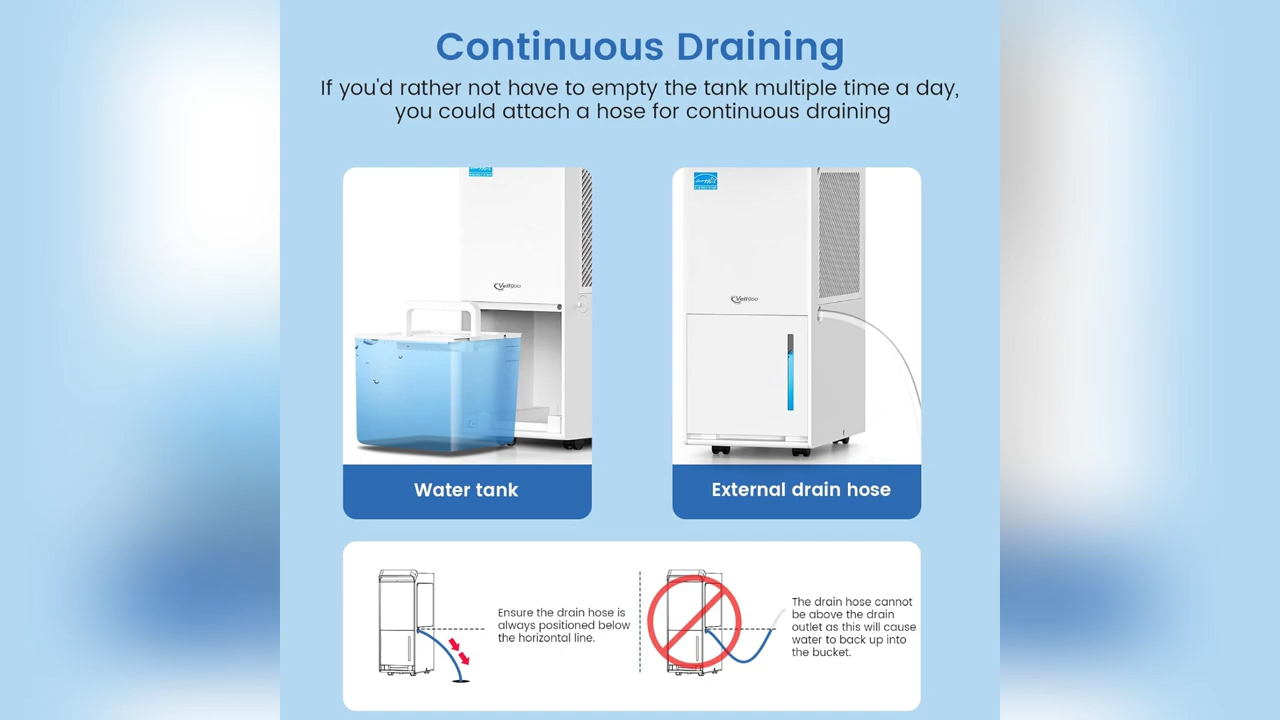 Continuous Draining
If you'd rather not have to empty the tank multiple time a day,
you could attach a hose for continuous draining
Vellgoo
Vellgoo
Water tank
External drain hose
Ensure the drain hose is
always positioned below
the horizontal line.
The drain hose cannot
be above the drain
outlet as this will cause
water to back up into
the bucket.